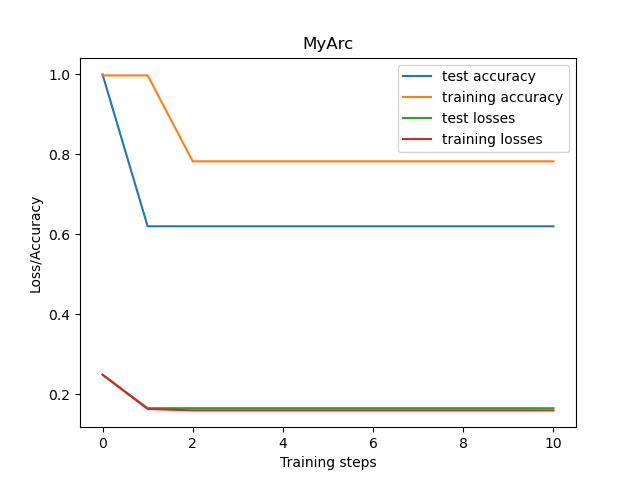 MyArc
test accuracy
training accuracy
test losses
training losses
Loss/Accuracy
1.0
0.8
0.6
0.4
0.2
0 2 4 6 8 10
Training steps